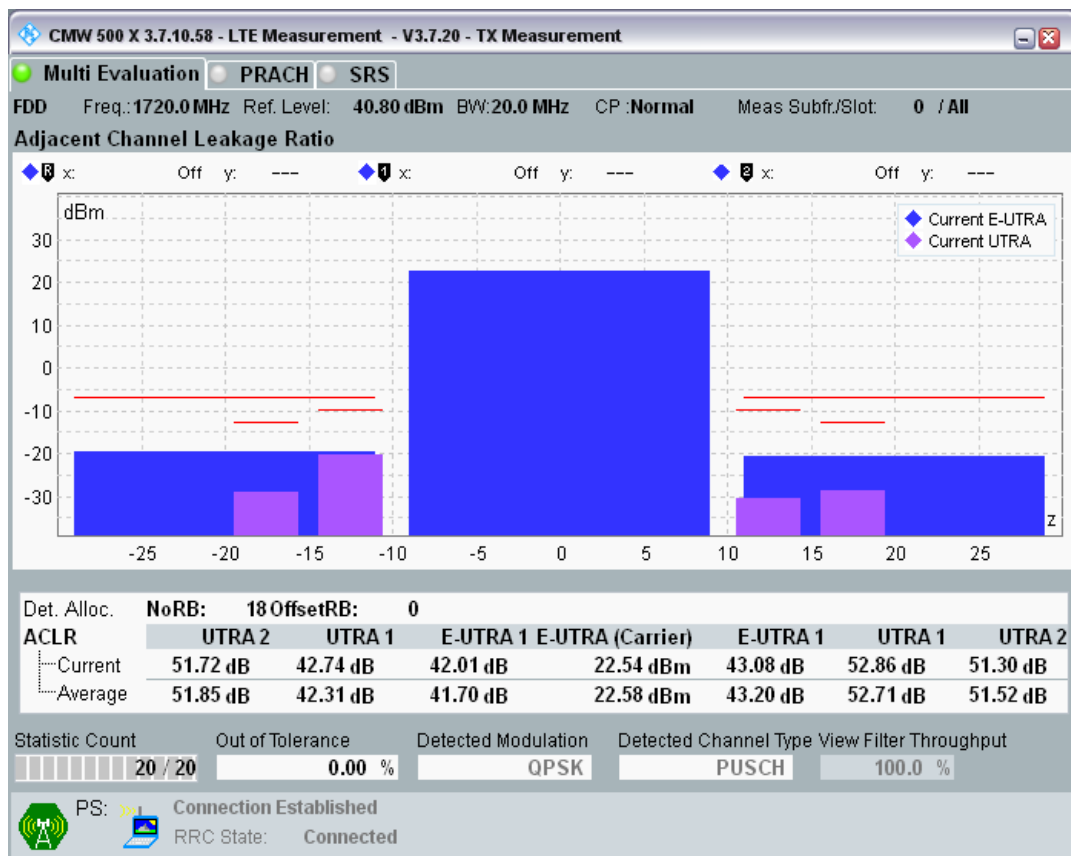 CMW 500 X 3.7.10.58 - LTE Measurement - V3.7.20 - TX Measurement
Multi Evaluation PRACH SRS
FDD Freq.:1720.0 MHz Ref. Level: 40.80 dBm BW:20.0 MHz CP :Normal Meas Subfr./Slot: 0 / All
Adjacent Channel Leakage Ratio
R x: Off y: --- 1 x: Off y: --- 2 x: Off y: ---
dBm
Current E-UTRA
Current UTRA
30
20
10
0
-10
-20
-30
z
-25 -20 -15 -10 -5 0 5 10 15 20 25
Det. Alloc. NoRB: 18 OffsetRB: 0
ACLR UTRA 2 UTRA 1 E-UTRA 1 E-UTRA (Carrier) E-UTRA 1 UTRA 1 UTRA 2
Current 51.72 dB 42.74 dB 42.01 dB 22.54 dBm 43.08 dB 52.86 dB 51.30 dB
Average 51.85 dB 42.31 dB 41.70 dB 22.58 dBm 43.20 dB 52.71 dB 51.52 dB
Statistic Count Out of Tolerance Detected Modulation Detected Channel Type View Filter Throughput
20 / 20 0.00 % QPSK PUSCH 100.0 %
PS: Connection Established
RRC State: Connected